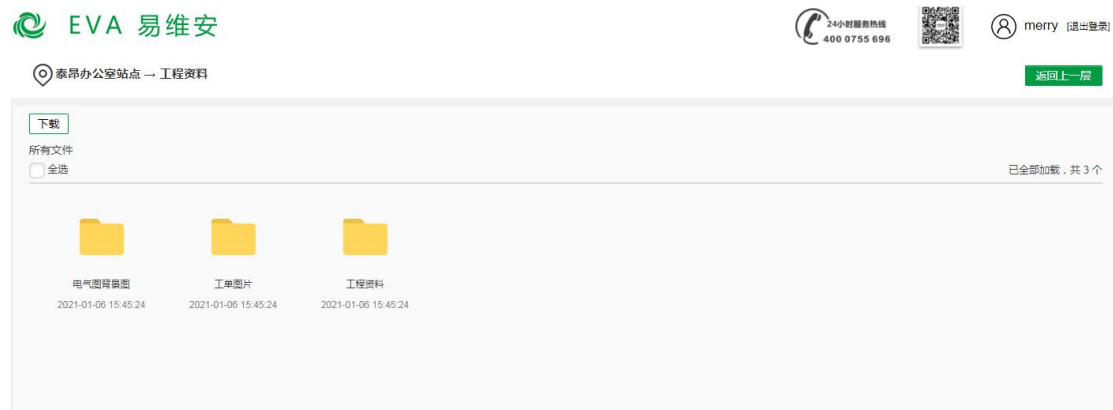 EVA 易维安
24小时服务热线
400 0755 696
merry [退出登录]
泰昂办公室站点 → 工程资料
返回上一层
下载
所有文件
全选
已全部加载，共 3 个
电气图背景图 工单图片 工程资料
2021-01-06 15:45:24 2021-01-06 15:45:24 2021-01-06 15:45:24